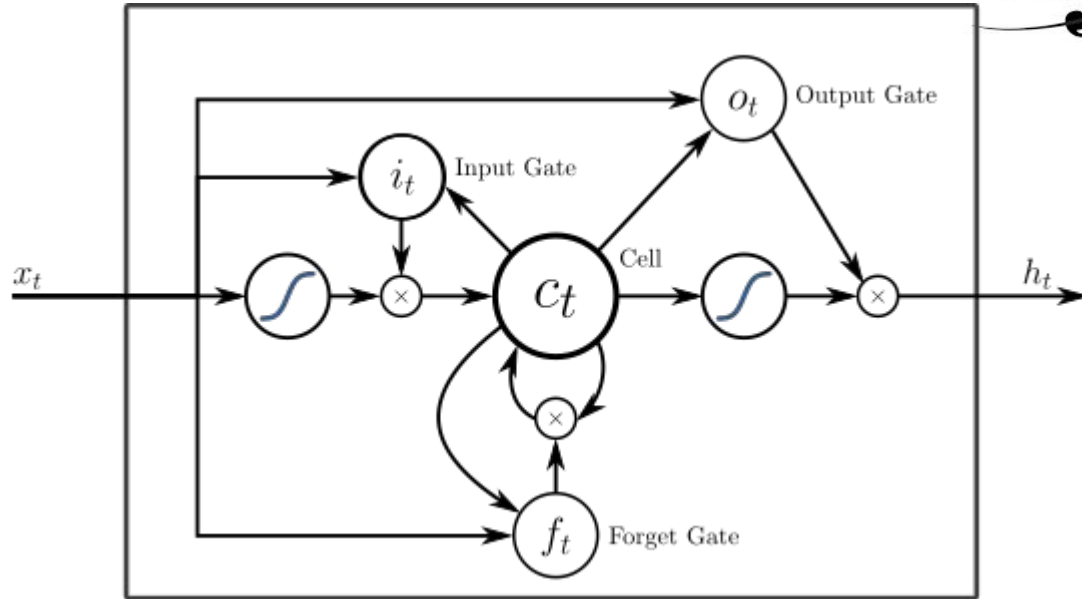 o_t Output Gate
i_t Input Gate
x_t
Cell
h_t
×
c_t
×
×
f_t Forget Gate